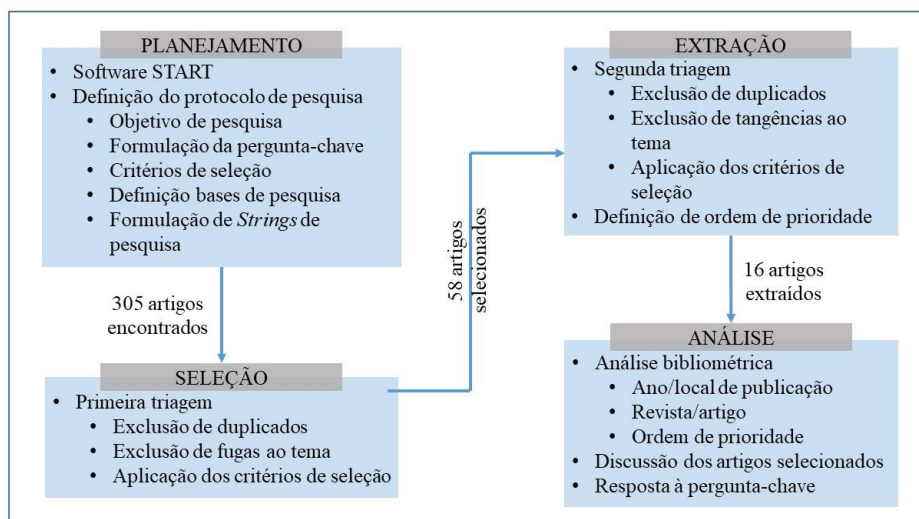 PLANEJAMENTO
• Software START
• Definição do protocolo de pesquisa
• Objetivo de pesquisa
• Formulação da pergunta-chave
• Critérios de seleção
• Definição bases de pesquisa
• Formulação de Strings de
pesquisa
305 artigos
encontrados
SELEÇÃO
• Primeira triagem
• Exclusão de duplicados
• Exclusão de fugas ao tema
• Aplicação dos critérios de seleção
58 artigos
selecionados
EXTRAÇÃO
• Segunda triagem
• Exclusão de duplicados
• Exclusão de tangências ao
tema
• Aplicação dos critérios de
seleção
• Definição de ordem de prioridade
16 artigos
extraídos
ANÁLISE
• Análise bibliométrica
• Ano/local de publicação
• Revista/artigo
• Ordem de prioridade
• Discussão dos artigos selecionados
• Resposta à pergunta-chave